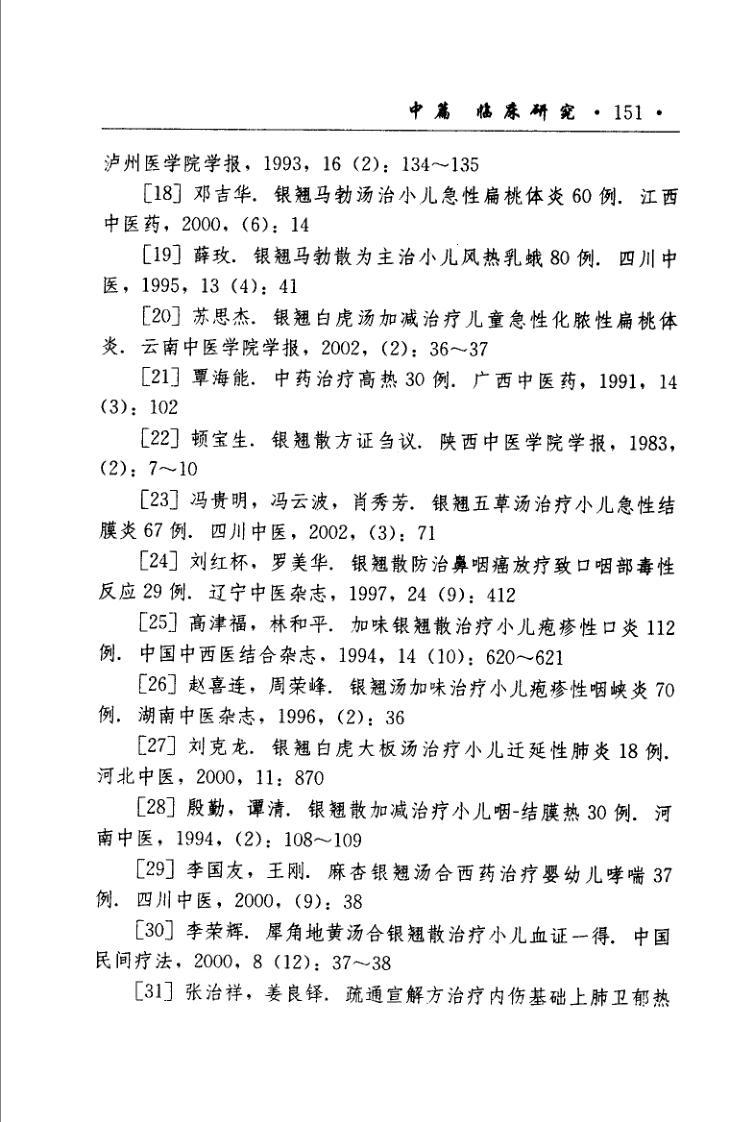 中篇 临床研究·151·
泸州医学院学报，1993，16（2）：134～135
［18］邓吉华．银翘马勃汤治小儿急性扁桃体炎 60 例．江西
中医药，2000，（6）：14
［19］薛玫．银翘马勃散为主治小儿风热乳蛾 80 例．四川中
医，1995，13（4）：41
［20］苏思杰．银翘白虎汤加减治疗儿童急性化脓性扁桃体
炎．云南中医学院学报，2002，（2）：36～37
［21］覃海能．中药治疗高热 30 例．广西中医药，1991，14
（3）：102
［22］顿宝生．银翘散方证刍议．陕西中医学院学报，1983，
（2）：7～10
［23］冯贵明，冯云波，肖秀芳．银翘五草汤治疗小儿急性结
膜炎 67 例．四川中医，2002，（3）：71
［24］刘红杯，罗美华．银翘散防治鼻咽癌放疗致口咽部毒性
反应 29 例．辽宁中医杂志，1997，24（9）：412
［25］高津福，林和平．加味银翘散治疗小儿疱疹性口炎 112
例．中国中西医结合杂志，1994，14（10）：620～621
［26］赵喜连，周荣峰．银翘汤加味治疗小儿疱疹性咽峡炎 70
例．湖南中医杂志，1996，（2）：36
［27］刘克龙．银翘白虎大板汤治疗小儿迁延性肺炎 18 例．
河北中医，2000，11：870
［28］殷勤，谭清．银翘散加减治疗小儿咽-结膜热 30 例．河
南中医，1994，（2）：108～109
［29］李国友，王刚．麻杏银翘汤合西药治疗婴幼儿哮喘 37
例．四川中医，2000，（9）：38
［30］李荣辉．犀角地黄汤合银翘散治疗小儿血证一得．中国
民间疗法，2000，8（12）：37～38
［31］张治祥，姜良铎．疏通宣解方治疗内伤基础上肺卫郁热